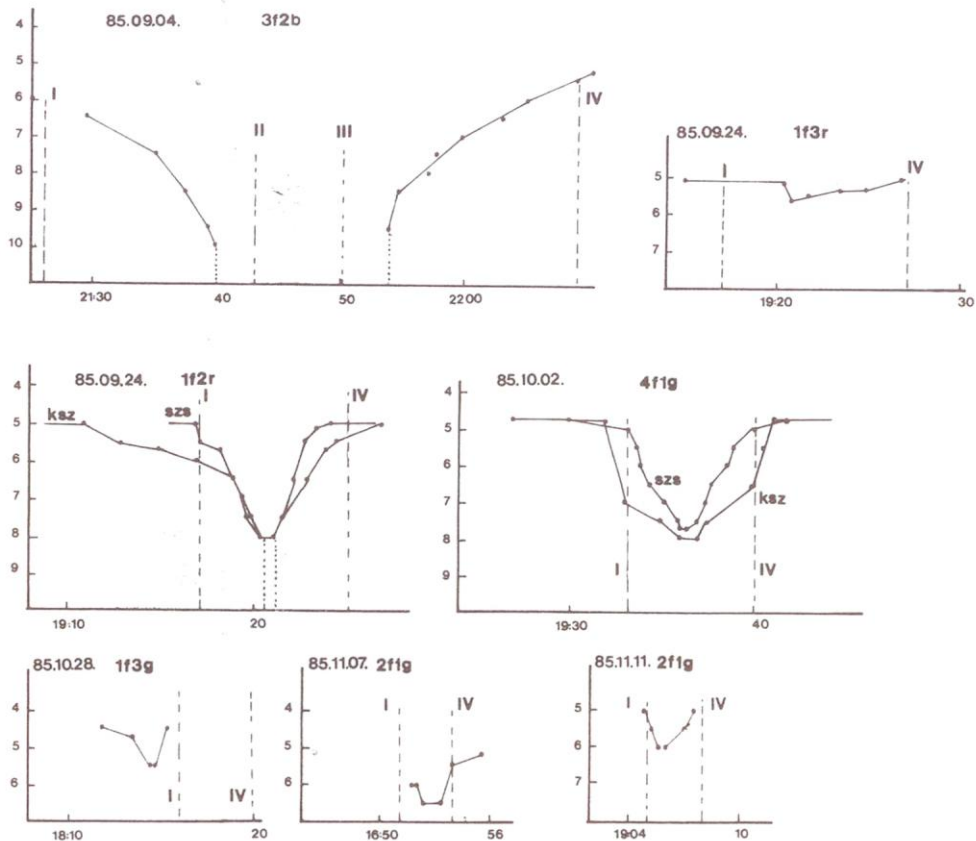 85.09.04. 3f2b
4
5
6
7
8
9
10
I
II
III
IV
21:30 40 50 22:00
85.09.24. 1f3r
5
6
7
I
IV
19:20 30
85.09.24. 1f2r
4
5
6
7
8
9
ksz
szs
I
IV
19:10 20
85.10.02. 4f1g
4
5
6
7
8
9
szs
ksz
I
IV
19:30 40
85.10.28. 1f3g
4
5
6
I
IV
18:10 20
85.11.07. 2f1g
4
5
6
I
IV
16:50 56
85.11.11. 2f1g
5
6
7
I
IV
19:04 10